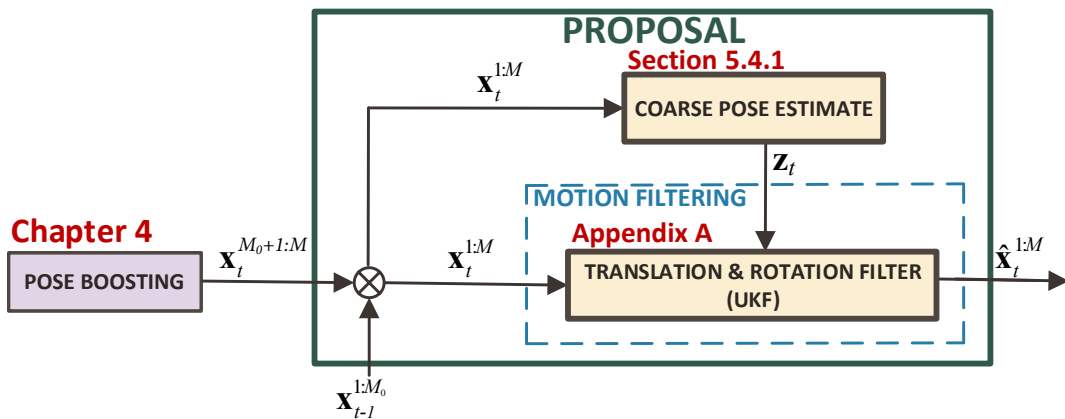 PROPOSAL
Section 5.4.1
x_t^{1:M}
COARSE POSE ESTIMATE
z_t
MOTION FILTERING
Chapter 4
Appendix A
x_t^{M_0+1:M}
x_t^{1:M}
x̂_t^{1:M}
POSE BOOSTING
TRANSLATION & ROTATION FILTER
(UKF)
x_{t-1}^{1:M_0}